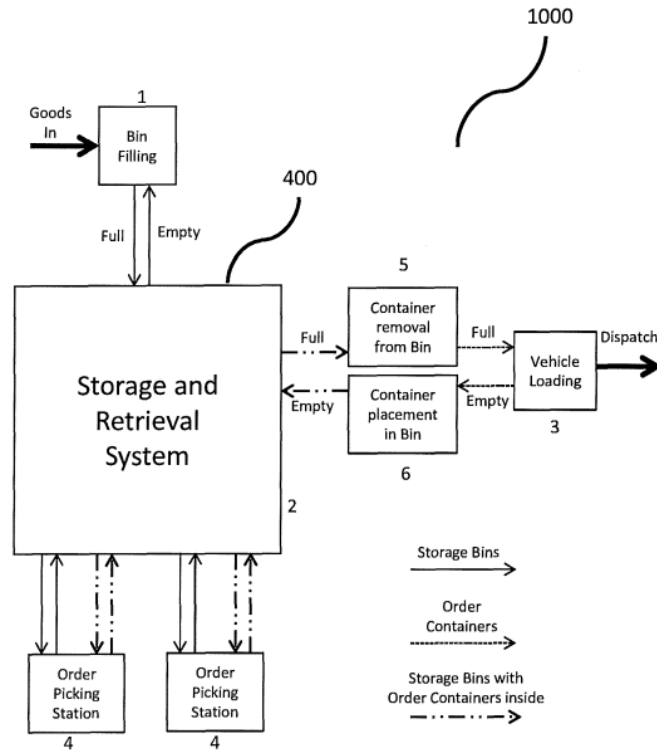 1000
1
Goods
In
Bin
Filling
400
Full
Empty
5
Container
removal
from Bin
Full
Full
Dispatch
Vehicle
Loading
Empty
Empty
Container
placement
in Bin
3
6
Storage and
Retrieval
System
2
Storage Bins
Order
Containers
Storage Bins with
Order Containers inside
Order
Picking
Station
Order
Picking
Station
4
4